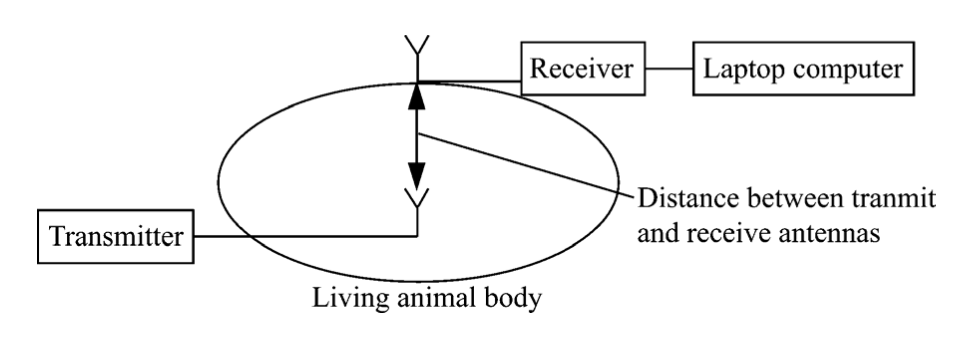 Receiver
Laptop computer
Distance between tranmit
and receive antennas
Transmitter
Living animal body